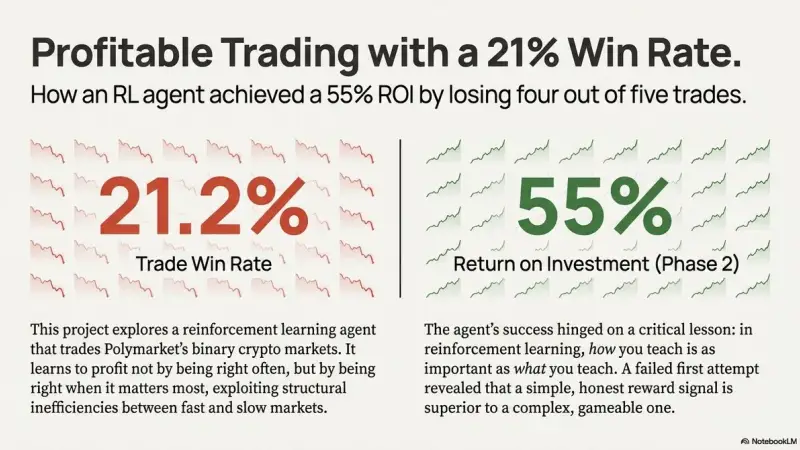 Profitable Trading with a 21% Win Rate.
How an RL agent achieved a 55% ROI by losing four out of five trades.
21.2%
Trade Win Rate
This project explores a reinforcement learning agent
that trades Polymarket’s binary crypto markets. It
learns to profit not by being right often, but by being
right when it matters most, exploiting structural
inefficiencies between fast and slow markets.
55%
Return on Investment (Phase 2)
The agent’s success hinged on a critical lesson: in
reinforcement learning, how you teach is as
important as what you teach. A failed first attempt
revealed that a simple, honest reward signal is
superior to a complex, gameable one.
NotebookLM